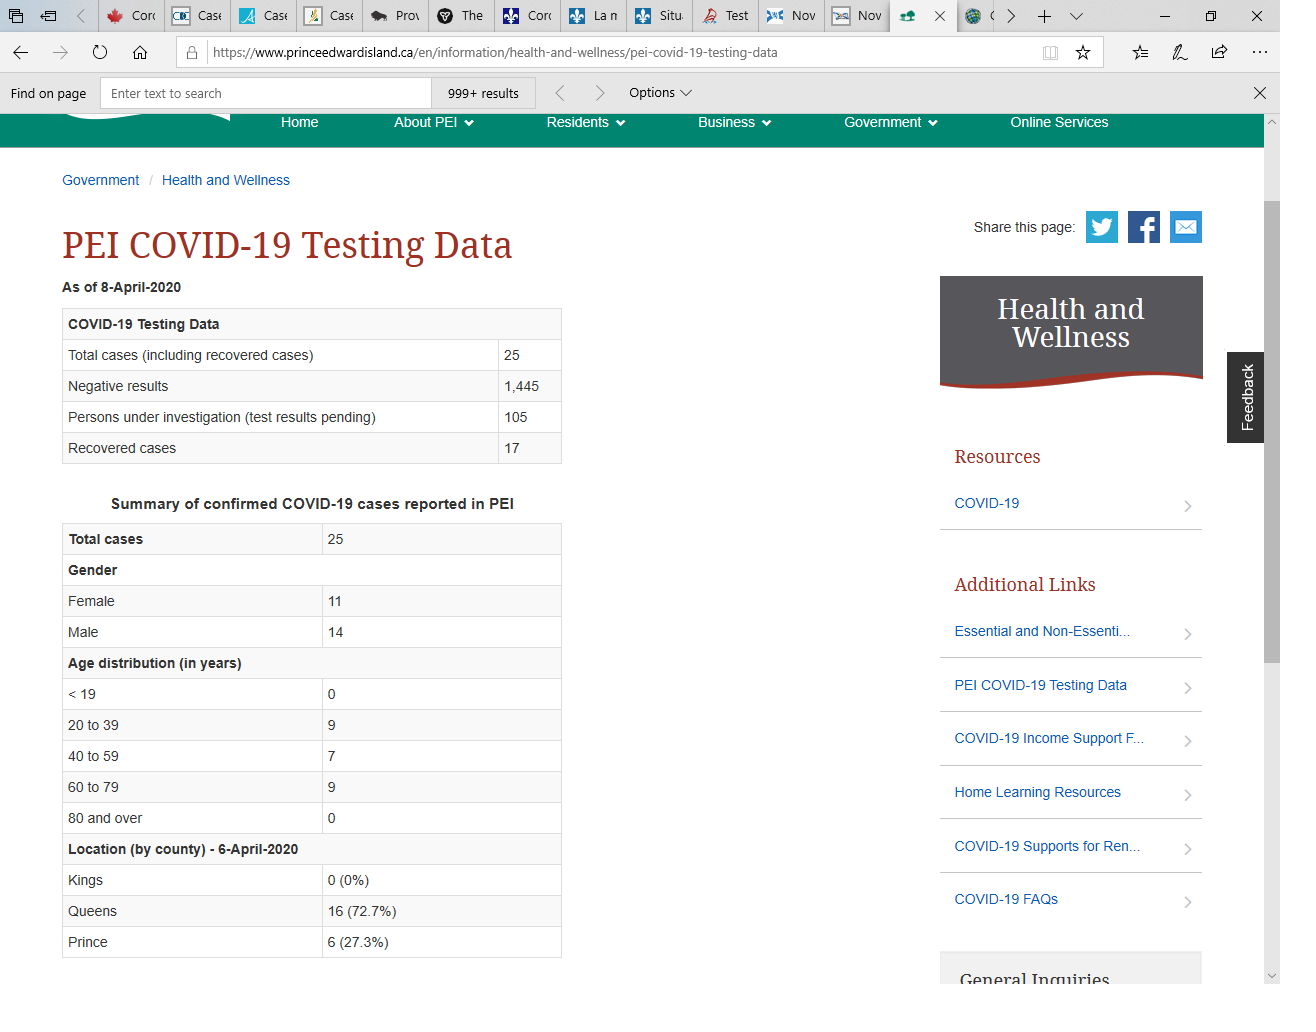 Corc
Case
Case
Case
Prov
The
Corc
La n
Situ
Test
Nov
Nov
https://www.princeedwardisland.ca/en/information/health-and-wellness/pei-covid-19-testing-data
Find on page Enter text to search 999+ results Options
Home About PEI Residents Business Government Online Services
Government / Health and Wellness
Share this page:
PEI COVID-19 Testing Data
As of 8-April-2020
COVID-19 Testing Data
Total cases (including recovered cases) 25
Negative results 1,445
Persons under investigation (test results pending) 105
Recovered cases 17
Summary of confirmed COVID-19 cases reported in PEI
Total cases 25
Gender
Female 11
Male 14
Age distribution (in years)
< 19 0
20 to 39 9
40 to 59 7
60 to 79 9
80 and over 0
Location (by county) - 6-April-2020
Kings 0 (0%)
Queens 16 (72.7%)
Prince 6 (27.3%)
Health and
Wellness
Feedback
Resources
COVID-19
Additional Links
Essential and Non-Essenti...
PEI COVID-19 Testing Data
COVID-19 Income Support F...
Home Learning Resources
COVID-19 Supports for Ren...
COVID-19 FAQs
General Inquiries